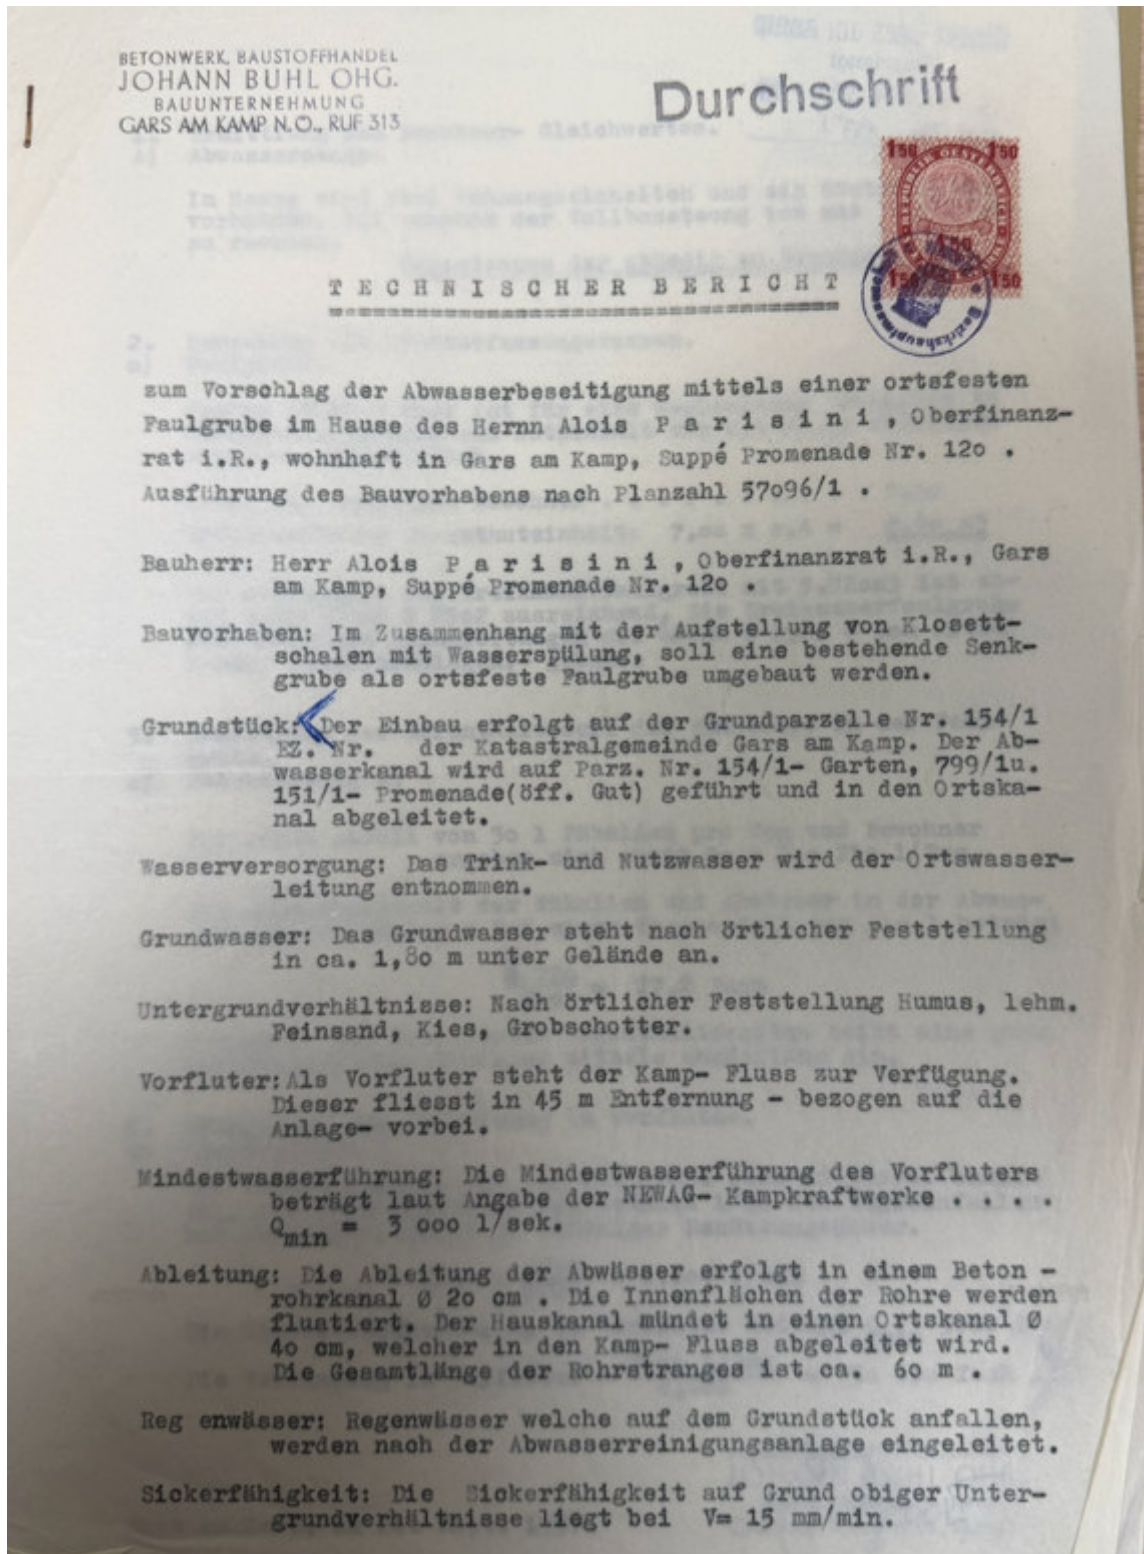 BETONWERK, BAUSTOFFHANDEL
JOHANN BUHL OHG.
BAUUNTERNEHMUNG
GARS AM KAMP N.O., RUF 313
Durchschrift
1 50 1 50
REPUBLIK OESTERREICH
1.50
1 50 1 50
Bezirkshauptmannschaft
TECHNISCHER BERICHT
zum Vorschlag der Abwasserbeseitigung mittels einer ortsfesten
Faulgrube im Hause des Hernn Alois P a r i s i n i , Oberfinanz-
rat i.R., wohnhaft in Gars am Kamp, Suppé Promenade Nr. 12o .
Ausführung des Bauvorhabens nach Planzahl 57o96/1 .
Bauherr: Herr Alois P a r i s i n i , Oberfinanzrat i.R., Gars
am Kamp, Suppé Promenade Nr. 12o .
Bauvorhaben: Im Zusammenhang mit der Aufstellung von Klosett-
schalen mit Wasserspülung, soll eine bestehende Senk-
grube als ortsfeste Faulgrube umgebaut werden.
Grundstück: Der Einbau erfolgt auf der Grundparzelle Nr. 154/1
EZ. Nr. der Katastralgemeinde Gars am Kamp. Der Ab-
wasserkanal wird auf Parz. Nr. 154/1- Garten, 799/1u.
151/1- Promenade(öff. Gut) geführt und in den Ortska-
nal abgeleitet.
Wasserversorgung: Das Trink- und Nutzwasser wird der Ortswasser-
leitung entnommen.
Grundwasser: Das Grundwasser steht nach örtlicher Feststellung
in ca. 1,8o m unter Gelände an.
Untergrundverhältnisse: Nach örtlicher Feststellung Humus, lehm.
Feinsand, Kies, Grobschotter.
Vorfluter: Als Vorfluter steht der Kamp- Fluss zur Verfügung.
Dieser fliesst in 45 m Entfernung - bezogen auf die
Anlage- vorbei.
Mindestwasserführung: Die Mindestwasserführung des Vorfluters
beträgt laut Angabe der NEWAG- Kampkraftwerke . . . .
Qmin = 3 ooo l/sek.
Ableitung: Die Ableitung der Abwässer erfolgt in einem Beton -
rohrkanal Ø 2o cm . Die Innenflächen der Rohre werden
fluatiert. Der Hauskanal mündet in einen Ortskanal Ø
4o cm, welcher in den Kamp- Fluss abgeleitet wird.
Die Gesamtlänge der Rohrstranges ist ca. 6o m .
Reg enwässer: Regenwässer welche auf dem Grundstück anfallen,
werden nach der Abwasserreinigungsanlage eingeleitet.
Sickerfähigkeit: Die Sickerfähigkeit auf Grund obiger Unter-
grundverhältnisse liegt bei V= 15 mm/min.